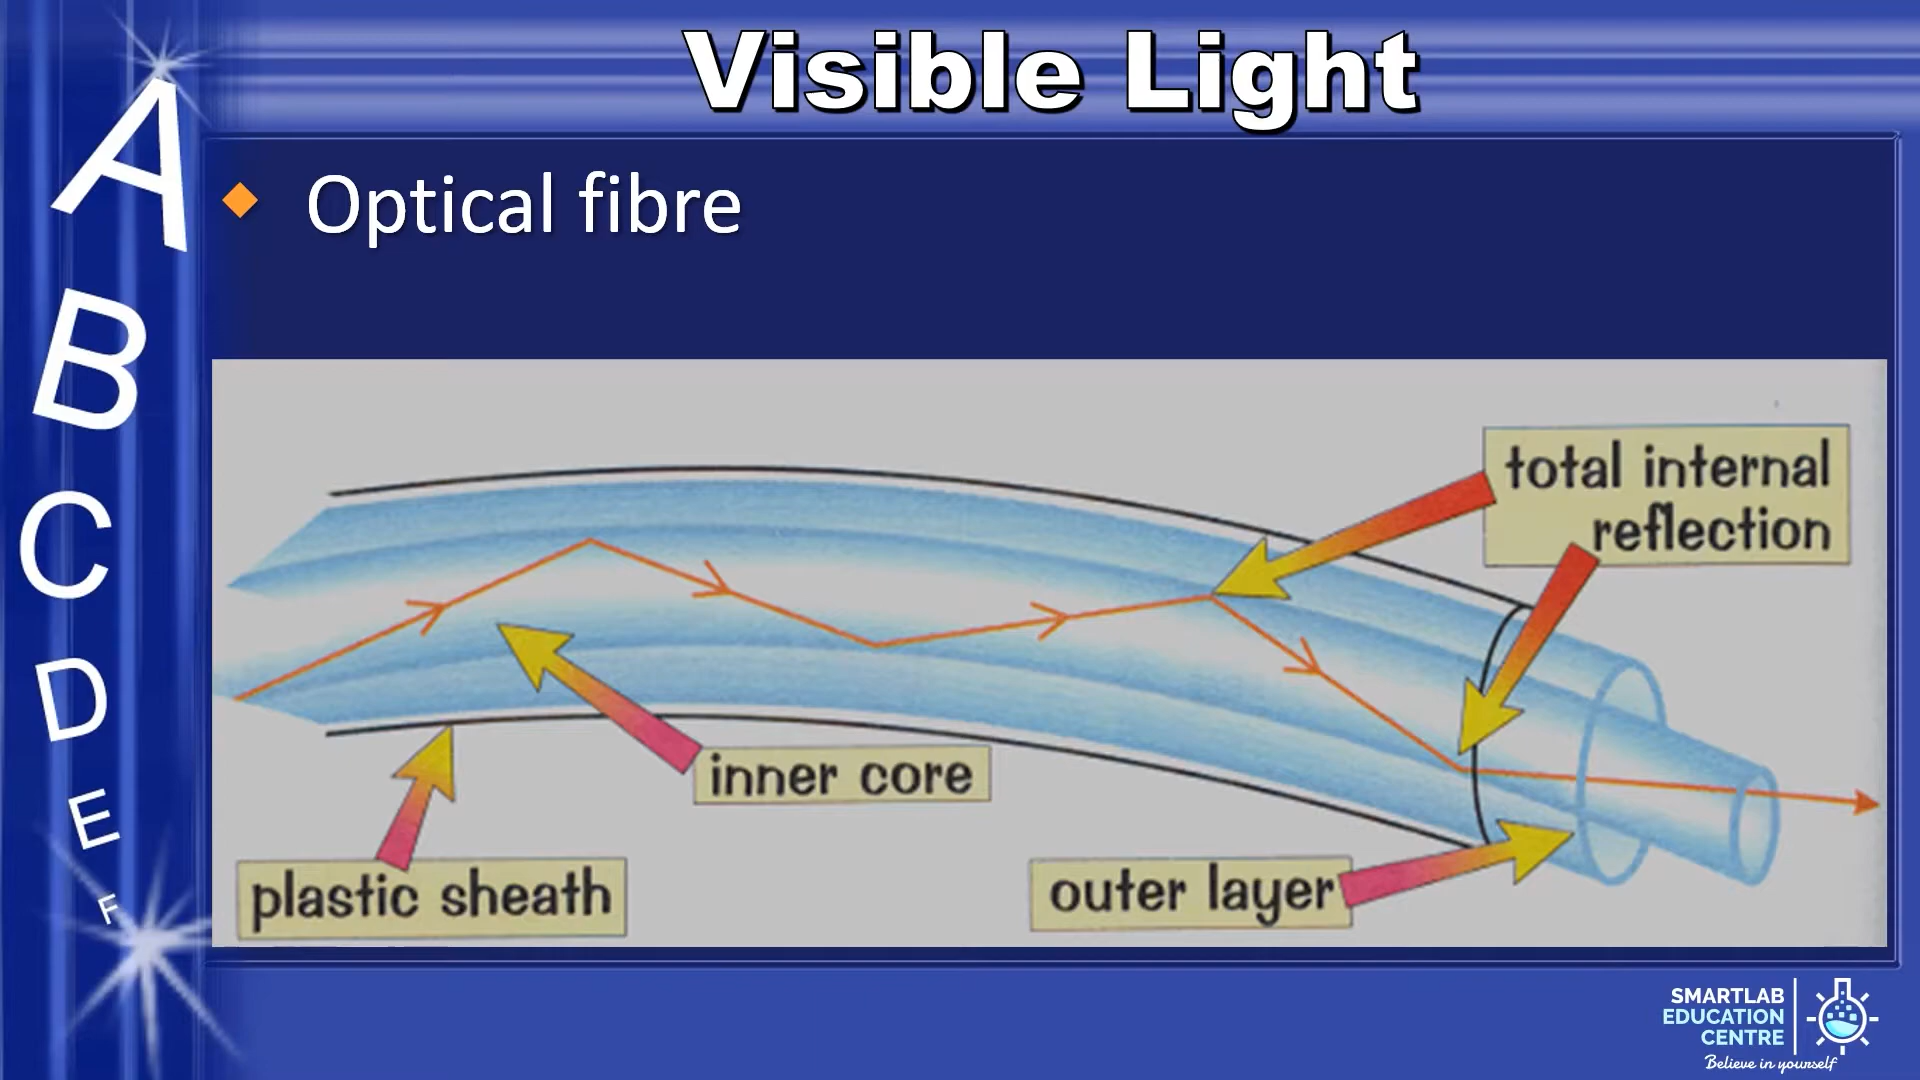 Visible Light
A
B
C
D
E
F
Optical fibre
total internal
reflection
inner core
plastic sheath
outer layer
SMARTLAB
EDUCATION
CENTRE
Believe in yourself